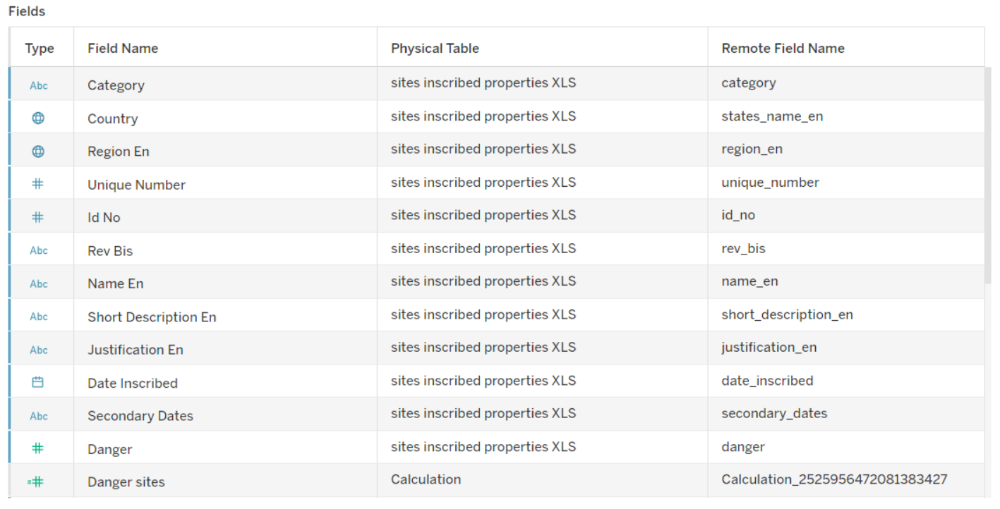 Fields
Type Field Name Physical Table Remote Field Name
Abc Category sites inscribed properties XLS category
Country sites inscribed properties XLS states_name_en
Region En sites inscribed properties XLS region_en
# Unique Number sites inscribed properties XLS unique_number
# Id No sites inscribed properties XLS id_no
Abc Rev Bis sites inscribed properties XLS rev_bis
Abc Name En sites inscribed properties XLS name_en
Abc Short Description En sites inscribed properties XLS short_description_en
Abc Justification En sites inscribed properties XLS justification_en
Date Inscribed sites inscribed properties XLS date_inscribed
Abc Secondary Dates sites inscribed properties XLS secondary_dates
# Danger sites inscribed properties XLS danger
=# Danger sites Calculation Calculation_2525956472081383427